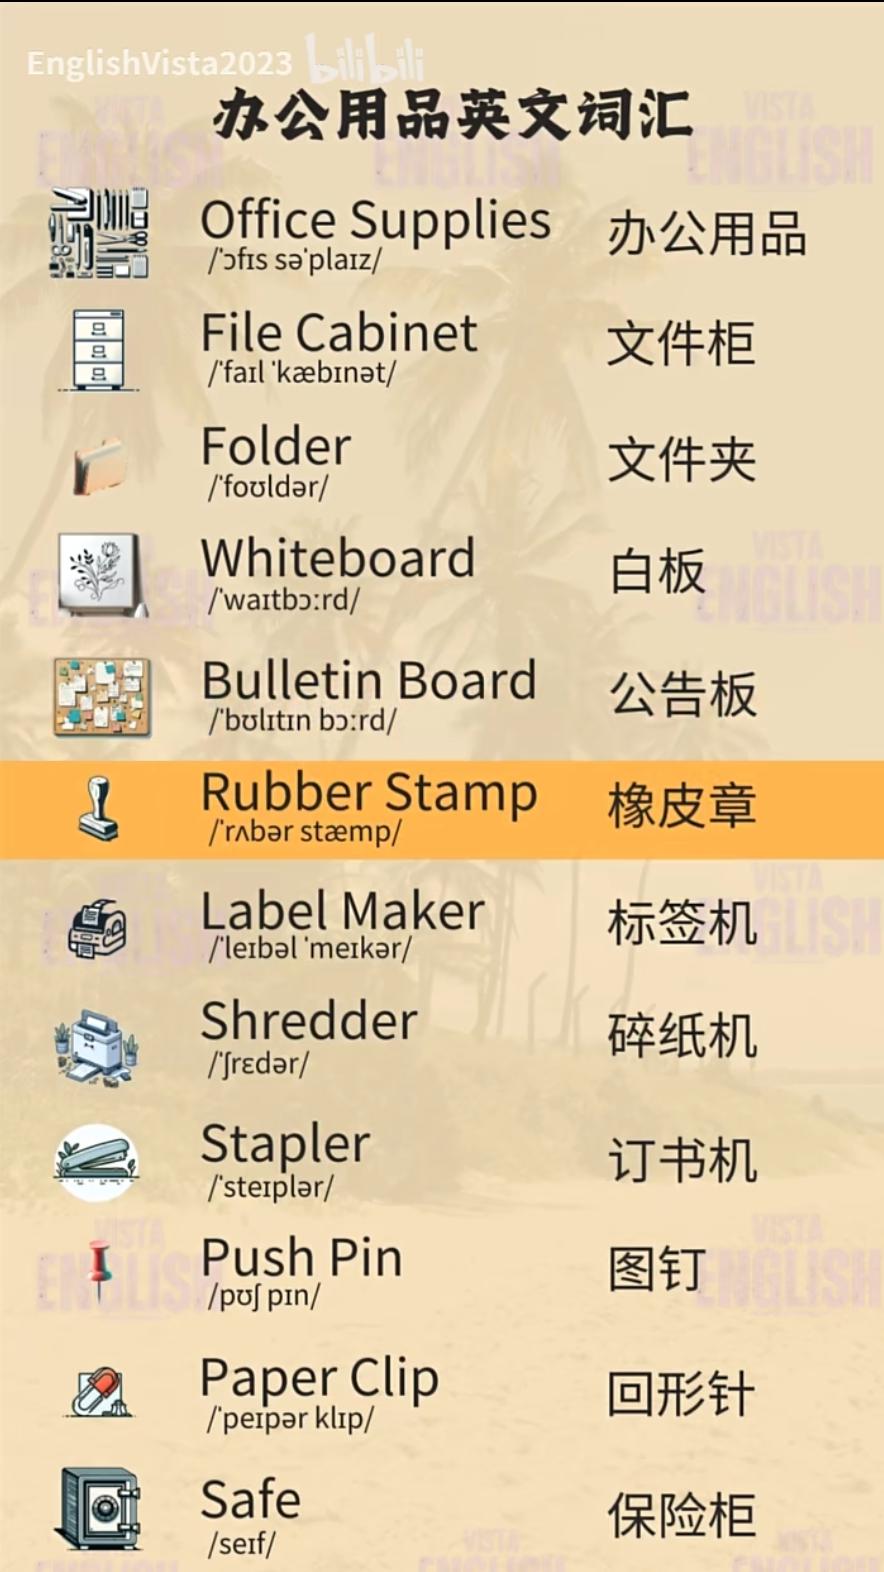 EnglishVista2023 bilibili
办公用品英文词汇
Office Supplies 办公用品
/ˈɔfɪs səˈplaɪz/
File Cabinet 文件柜
/ˈfaɪl ˈkæbɪnət/
Folder 文件夹
/ˈfoʊldər/
Whiteboard 白板
/ˈwaɪtbɔːrd/
Bulletin Board 公告板
/ˈbʊlɪtɪn bɔːrd/
Rubber Stamp 橡皮章
/ˈrʌbər stæmp/
Label Maker 标签机
/ˈleɪbəl ˈmeɪkər/
Shredder 碎纸机
/ˈʃrɛdər/
Stapler 订书机
/ˈsteɪplər/
Push Pin 图钉
/pʊʃ pɪn/
Paper Clip 回形针
/ˈpeɪpər klɪp/
Safe 保险柜
/seɪf/
VISTA
ENGLISH